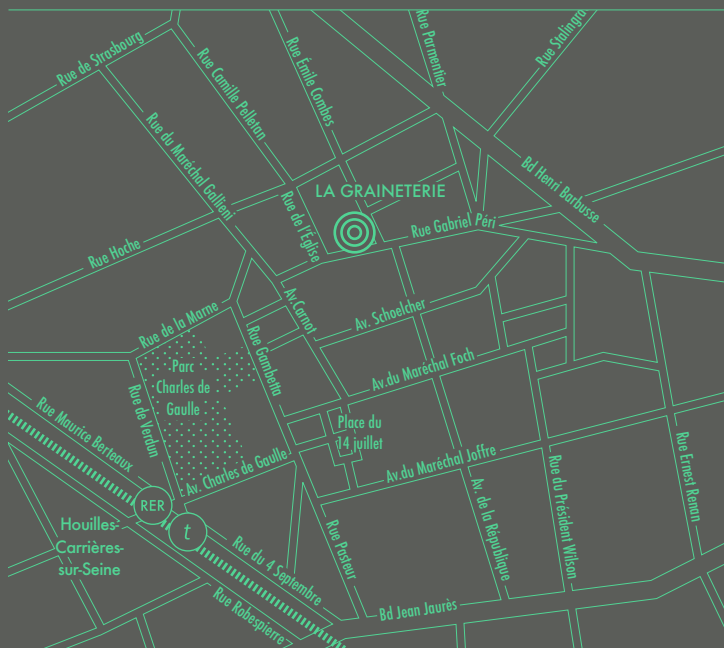 Rue de Strasbourg
Rue Camille Pelletan
Rue Émile Combes
Rue Parmentier
Rue Stalingra
Rue du Maréchal Gallieni
Bd Henri Barbusse
LA GRAINETERIE
Rue de l'Église
Rue Gabriel Péri
Rue Hoche
Av. Carnot
Av. Schoelcher
Rue de la Marne
Rue Gambetta
Parc
Charles de
Gaulle
Av.du Maréchal Foch
Rue de Verdun
Rue Maurice Berteaux
Place du
14 juillet
Av. Charles de Gaulle
Av.du Maréchal Joffre
Rue Ernest Renan
Av. de la République
Rue du Président Wilson
RER
t
Houilles-
Carrières-
sur-Seine
Rue Pasteur
Rue du 4 Septembre
Rue Robespierre
Bd Jean Jaurès